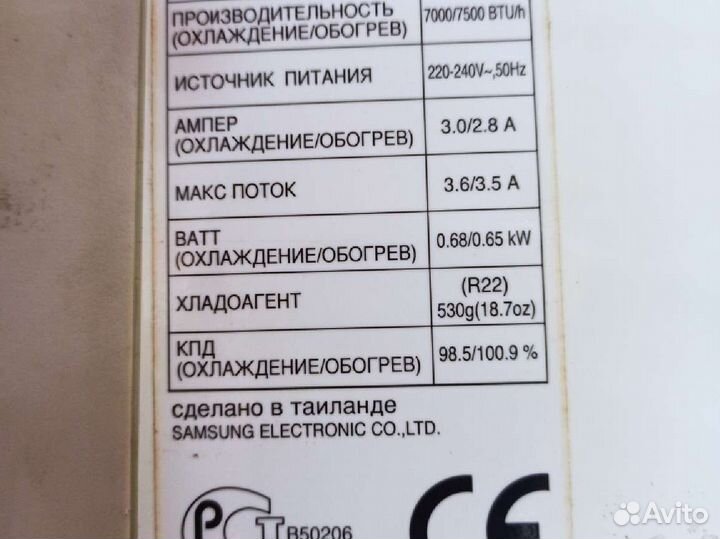 ПРОИЗВОДИТЕЛЬНОСТЬ
(ОХЛАЖДЕНИЕ/ОБОГРЕВ)
7000/7500 BTU/h
ИСТОЧНИК ПИТАНИЯ
220-240V~,50Hz
АМПЕР
(ОХЛАЖДЕНИЕ/ОБОГРЕВ)
3.0/2.8 A
МАКС ПОТОК
3.6/3.5 A
ВАТТ
(ОХЛАЖДЕНИЕ/ОБОГРЕВ)
0.68/0.65 kW
ХЛАДОАГЕНТ
(R22)
530g(18.7oz)
КПД
(ОХЛАЖДЕНИЕ/ОБОГРЕВ)
98.5/100.9 %
сделано в таиланде
SAMSUNG ELECTRONIC CO.,LTD.
РСТ
В50206
CE
Avito